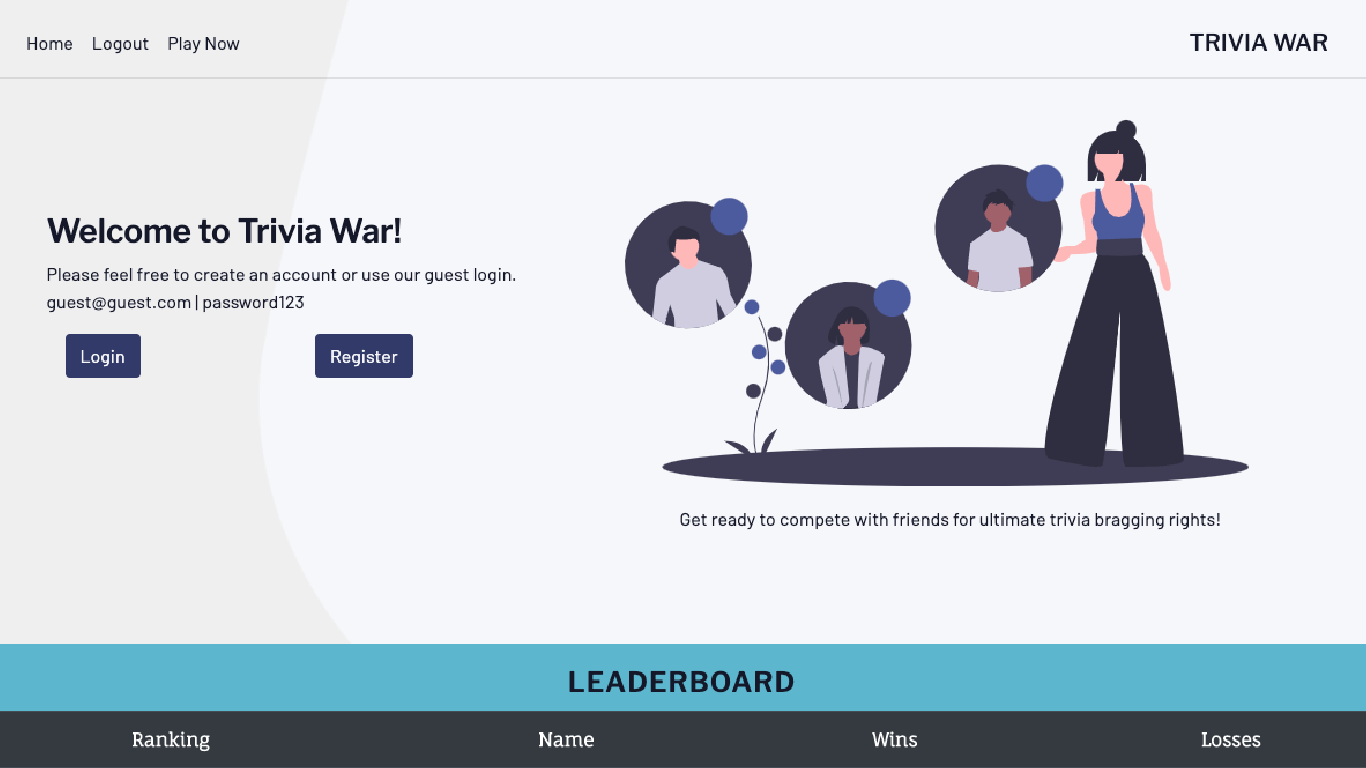 Home Logout Play Now
TRIVIA WAR
Welcome to Trivia War!
Please feel free to create an account or use our guest login.
guest@guest.com | password123
Login
Register
Get ready to compete with friends for ultimate trivia bragging rights!
LEADERBOARD
Ranking Name Wins Losses